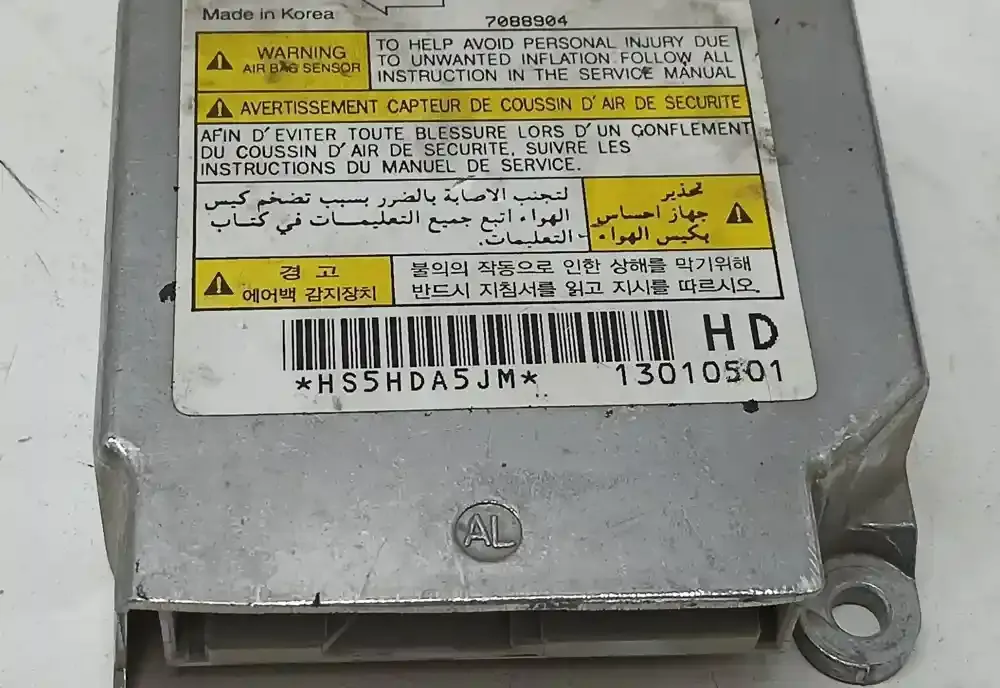 Made in Korea
7088904
WARNING
AIR BAG SENSOR
TO HELP AVOID PERSONAL INJURY DUE
TO UNWANTED INFLATION FOLLOW ALL
INSTRUCTION IN THE SERVICE MANUAL
AVERTISSEMENT CAPTEUR DE COUSSIN D'AIR DE SECURITE
AFIN D'EVITER TOUTE BLESSURE LORS D'UN GONFLEMENT
DU COUSSIN D'AIR DE SECURITE, SUIVRE LES
INSTRUCTIONS DU MANUEL DE SERVICE.
تحذير
جهاز احساس
بكيس الهواء
لتجنب الاصابة بالضرر بسبب تضخم كيس
الهواء اتبع جميع التعليمات في كتاب
التعليمات.
경 고
에어백 감지장치
불의의 작동으로 인한 상해를 막기위해
반드시 지침서를 읽고 지시를 따르시오.
HD
*HS5HDA5JM*
13010501
AL